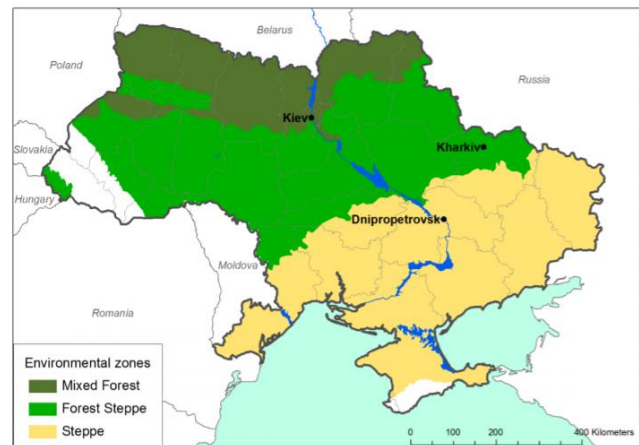 Belarus
Poland
Russia
Kiev
Kharkiv
Slovakia
Hungary
Dnipropetrovsk
Moldova
Romania
Environmental zones
Mixed Forest
Forest Steppe
Steppe
0 100 200 400 Kilometers